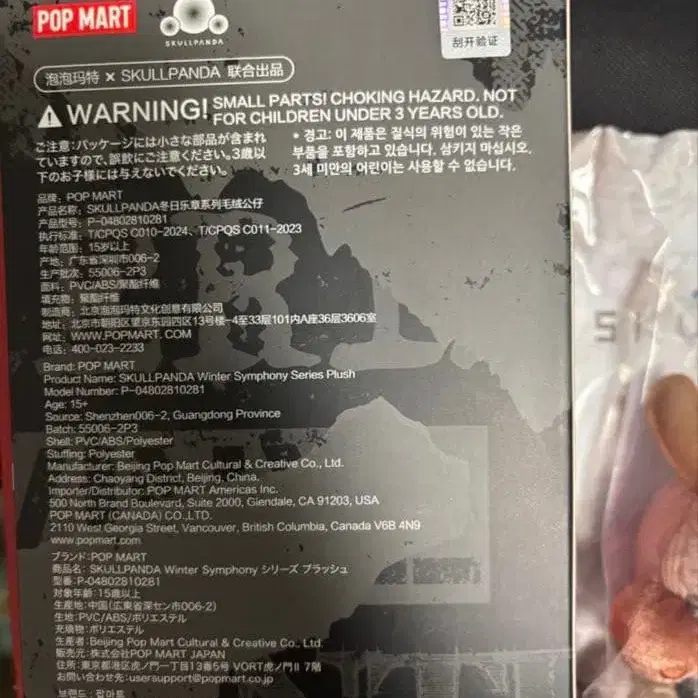 POP MART
SKULLPANDA
刮开验证
泡泡玛特 × SKULLPANDA 联合出品
WARNING! SMALL PARTS! CHOKING HAZARD. NOT
FOR CHILDREN UNDER 3 YEARS OLD.
ご注意:パッケージには小さな部品が含まれ
ていますので、誤飲にご注意ください。3歳以
下のお子様には与えないでください。
* 경고: 이 제품은 질식의 위험이 있는 작은
부품을 포함하고 있습니다. 삼키지 마십시오.
3세 미만의 어린이는 사용할 수 없습니다.
品牌: POP MART
产品名称: SKULLPANDA冬日乐章系列毛绒公仔
产品型号: P-04802810281
执行标准: T/CPQS C010-2024、T/CPQS C011-2023
年龄范围: 15岁以上
产地: 广东省深圳市006-2
生产批次: 55006-2P3
面料: PVC/ABS/聚酯纤维
填充物: 聚酯纤维
制造商: 北京泡泡玛特文化创意有限公司
地址: 北京市朝阳区望京东园四区13号楼-4至33层101内A座36层3606室
网址: WWW.POPMART.COM
电话: 400-023-2233
Brand: POP MART
Product Name: SKULLPANDA Winter Symphony Series Plush
Model Number: P-04802810281
Age: 15+
Source: Shenzhen006-2, Guangdong Province
Batch: 55006-2P3
Shell: PVC/ABS/Polyester
Stuffing: Polyester
Manufacturer: Beijing Pop Mart Cultural & Creative Co., Ltd.
Address: Chaoyang District, Beijing, China.
Importer/Distributor: POP MART Americas Inc.
500 North Brand Boulevard, Suite 2000, Glendale, CA 91203, USA
POP MART (CANADA) CO.,LTD.
2110 West Georgia Street, Vancouver, British Columbia, Canada V6B 4N9
www.popmart.com
ブランド:POP MART
商品名: SKULLPANDA Winter Symphony シリーズ プラッシュ
型番:P-04802810281
対象年齢:15歳以上
生産地:中国(広東省深セン市006-2)
生地:PVC/ABS/ポリエステル
充填物:ポリエステル
生産者:Beijing Pop Mart Cultural & Creative Co., Ltd.
販売元:株式会社POP MART JAPAN
住所:東京都港区虎ノ門一丁目13番5号 VORT虎ノ門II 7階
お問い合わせ先:usersupport@popmart.co.jp
브랜드: 팝마트
SKU